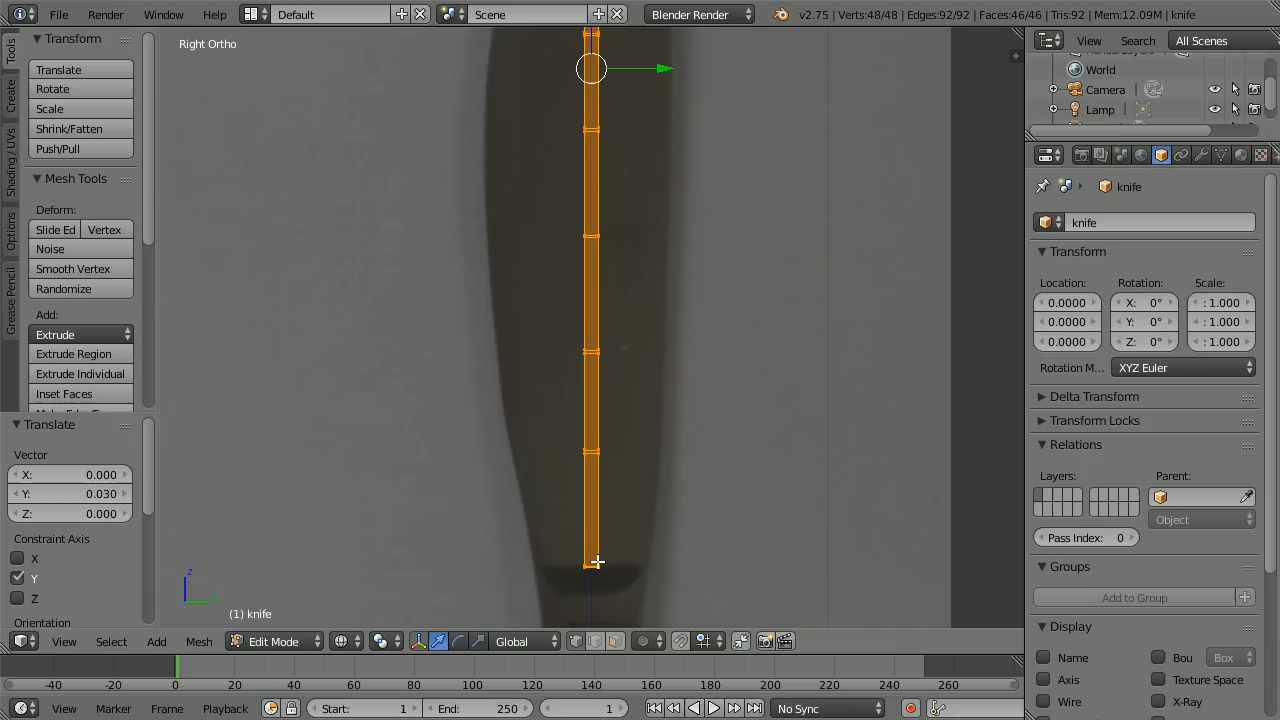 File Render Window Help Default Scene Blender Render v2.75 | Verts:48/48 | Edges:92/92 | Faces:46/46 | Tris:92 | Mem:12.09M | knife
Tools
Create
Shading / UVs
Options
Grease Pencil
Transform
Translate
Rotate
Scale
Shrink/Fatten
Push/Pull
Mesh Tools
Deform:
Slide Ed Vertex
Noise
Smooth Vertex
Randomize
Add:
Extrude
Extrude Region
Extrude Individual
Inset Faces
Translate
Vector
X: 0.000
Y: 0.030
Z: 0.000
Constraint Axis
X
Y
Z
Orientation
Right Ortho
z
(1) knife
View Select Add Mesh Edit Mode Global
-40 -20 0 20 40 60 80 100 120 140 160 180 200 220 240 260
View Marker Frame Playback Start: 1 End: 250 1 No Sync
View Search All Scenes
World
Camera
Lamp
knife
knife
Transform
Location: Rotation: Scale:
0.0000 X: 0° : 1.000
0.0000 Y: 0° : 1.000
0.0000 Z: 0° : 1.000
Rotation M... XYZ Euler
Delta Transform
Transform Locks
Relations
Layers: Parent:
Object
Pass Index: 0
Groups
Add to Group
Display
Name Bou Box
Axis Texture Space
Wire X-Ray